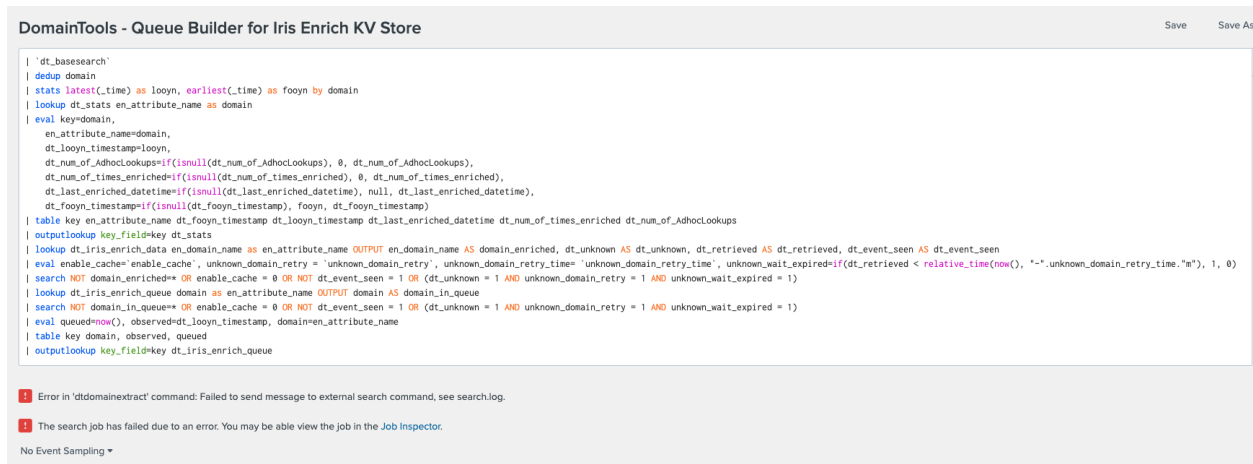 DomainTools - Queue Builder for Iris Enrich KV Store
Save Save As
| `dt_basesearch`
| dedup domain
| stats latest(_time) as looyn, earliest(_time) as fooyn by domain
| lookup dt_stats en_attribute_name as domain
| eval key=domain,
en_attribute_name=domain,
dt_looyn_timestamp=looyn,
dt_num_of_AdhocLookups=if(isnull(dt_num_of_AdhocLookups), 0, dt_num_of_AdhocLookups),
dt_num_of_times_enriched=if(isnull(dt_num_of_times_enriched), 0, dt_num_of_times_enriched),
dt_last_enriched_datetime=if(isnull(dt_last_enriched_datetime), null, dt_last_enriched_datetime),
dt_fooyn_timestamp=if(isnull(dt_fooyn_timestamp), fooyn, dt_fooyn_timestamp)
| table key en_attribute_name dt_fooyn_timestamp dt_looyn_timestamp dt_last_enriched_datetime dt_num_of_times_enriched dt_num_of_AdhocLookups
| outputlookup key_field=key dt_stats
| lookup dt_iris_enrich_data en_domain_name as en_attribute_name OUTPUT en_domain_name AS domain_enriched, dt_unknown AS dt_unknown, dt_retrieved AS dt_retrieved, dt_event_seen AS dt_event_seen
| eval enable_cache=`enable_cache`, unknown_domain_retry = `unknown_domain_retry`, unknown_domain_retry_time= `unknown_domain_retry_time`, unknown_wait_expired=if(dt_retrieved < relative_time(now(), "-".unknown_domain_retry_time."m"), 1, 0)
| search NOT domain_enriched=* OR enable_cache = 0 OR NOT dt_event_seen = 1 OR (dt_unknown = 1 AND unknown_domain_retry = 1 AND unknown_wait_expired = 1)
| lookup dt_iris_enrich_queue domain as en_attribute_name OUTPUT domain AS domain_in_queue
| search NOT domain_in_queue=* OR enable_cache = 0 OR NOT dt_event_seen = 1 OR (dt_unknown = 1 AND unknown_domain_retry = 1 AND unknown_wait_expired = 1)
| eval queued=now(), observed=dt_looyn_timestamp, domain=en_attribute_name
| table key domain, observed, queued
| outputlookup key_field=key dt_iris_enrich_queue
! Error in 'dtdomainextract' command: Failed to send message to external search command, see search.log.
! The search job has failed due to an error. You may be able view the job in the Job Inspector.
No Event Sampling